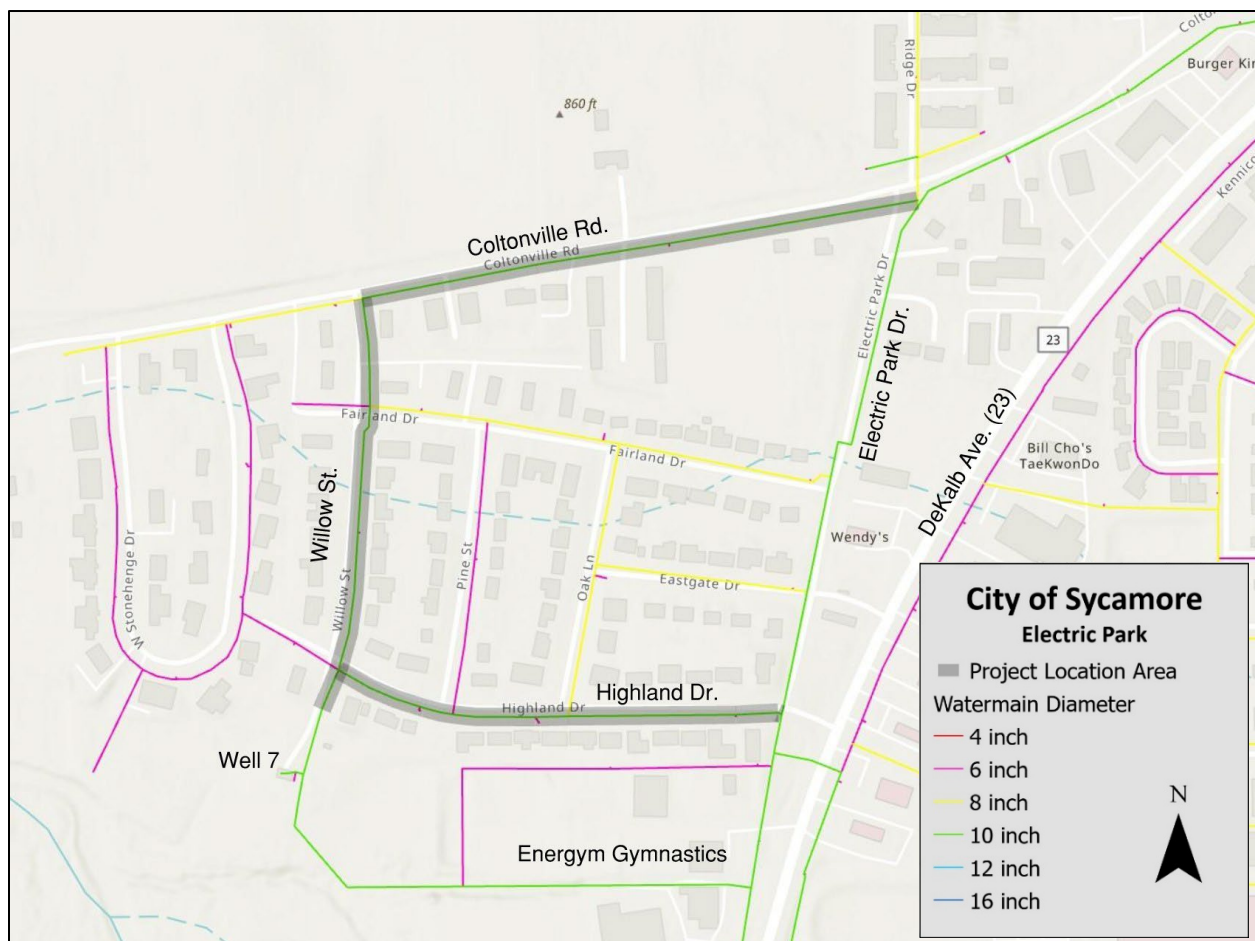 Colto
Burger Kin
Ridge Dr
860 ft
Kennico
Coltonville Rd.
Coltonville Rd
Electric Park Dr
Electric Park Dr.
23
DeKalb Ave. (23)
Fairland Dr
Fairland Dr
Bill Cho's
TaeKwonDo
Willow St.
Wendy's
Pine St
Oak Ln
Eastgate Dr
W Stonehenge Dr
Willow St
Highland Dr.
Highland Dr
Well 7
Energym Gymnastics
City of Sycamore
Electric Park
Project Location Area
Watermain Diameter
4 inch
6 inch
8 inch
10 inch
12 inch
16 inch
N